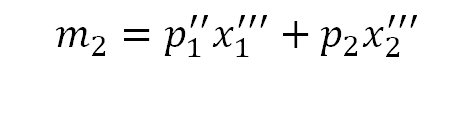 m₂ = p₁′′x₁′′′ + p₂x₂′′′